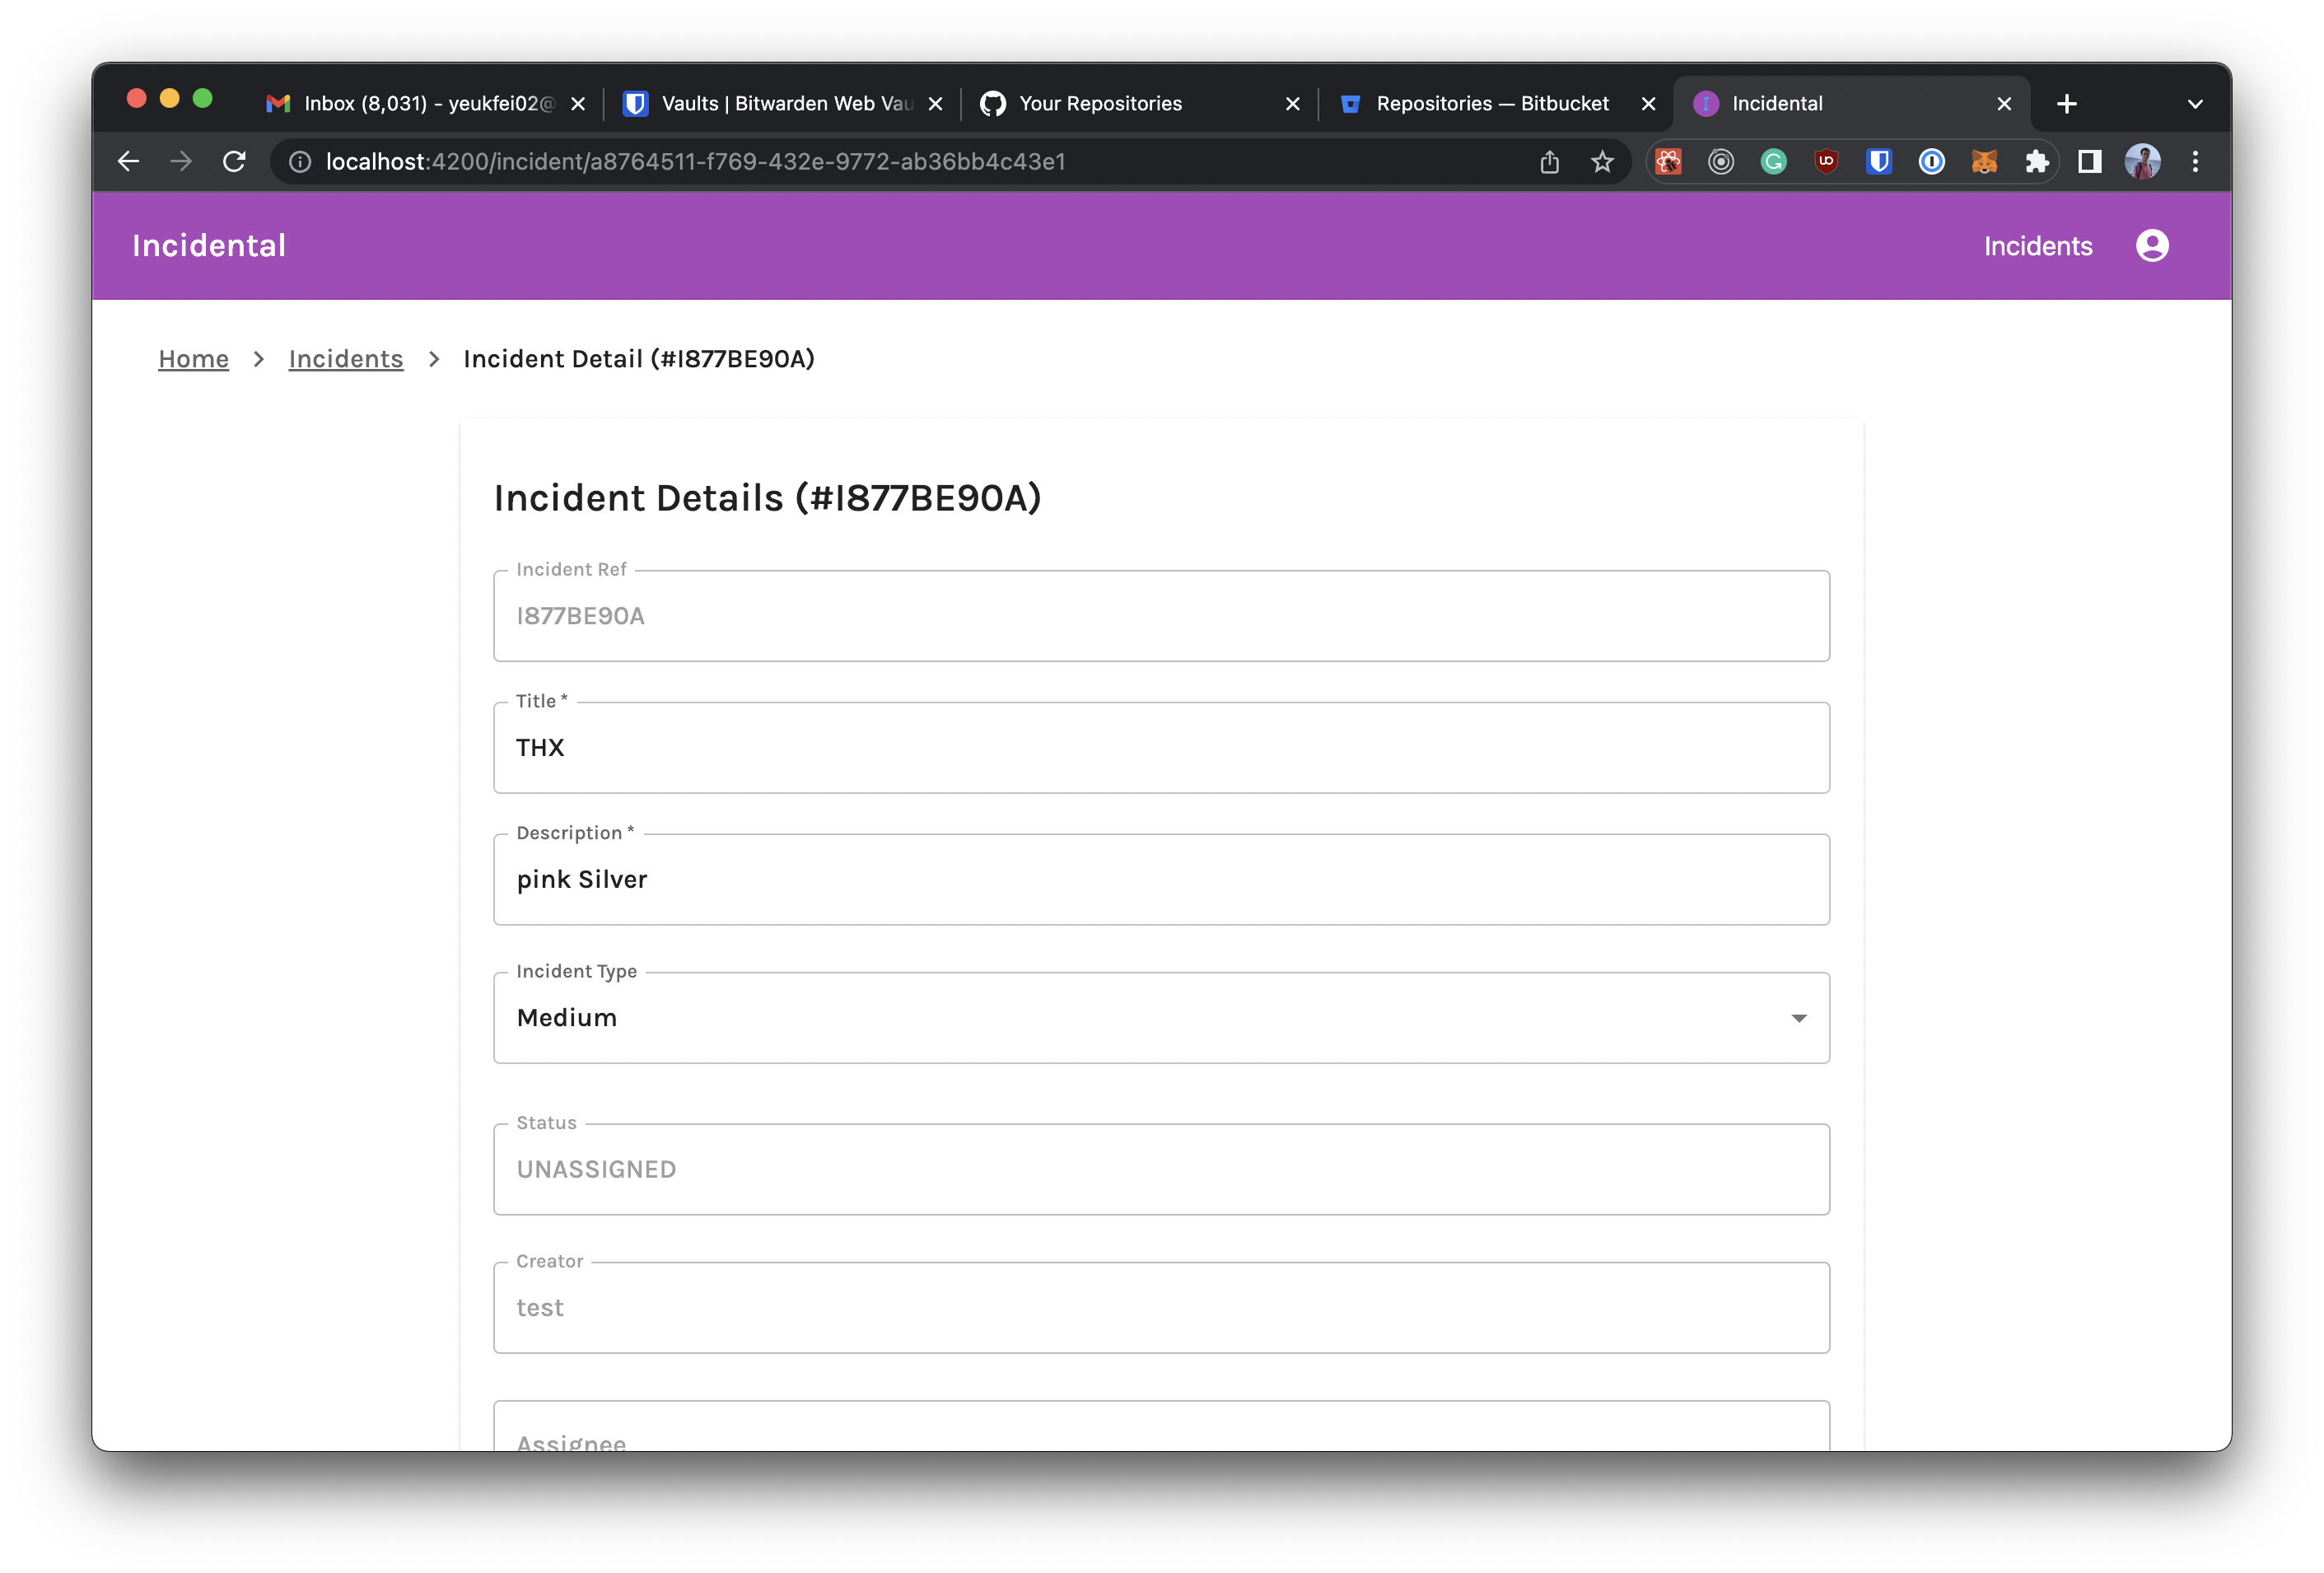 Inbox (8,031) - yeukfei02@
Vaults | Bitwarden Web Vau
Your Repositories
Repositories — Bitbucket
Incidental
localhost:4200/incident/a8764511-f769-432e-9772-ab36bb4c43e1
Incidental
Incidents
Home > Incidents > Incident Detail (#I877BE90A)
Incident Details (#I877BE90A)
Incident Ref
I877BE90A
Title *
THX
Description *
pink Silver
Incident Type
Medium
Status
UNASSIGNED
Creator
test
Assignee